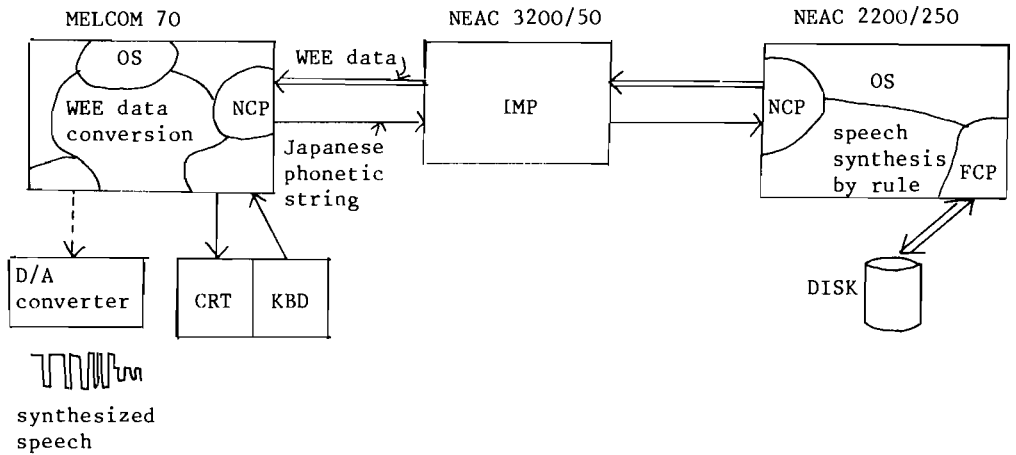 MELCOM 70
NEAC 3200/50
NEAC 2200/250
OS
WEE data
conversion
NCP
WEE data
Japanese
phonetic
string
IMP
NCP
OS
speech
synthesis
by rule
FCP
D/A
converter
CRT
KBD
DISK
synthesized
speech